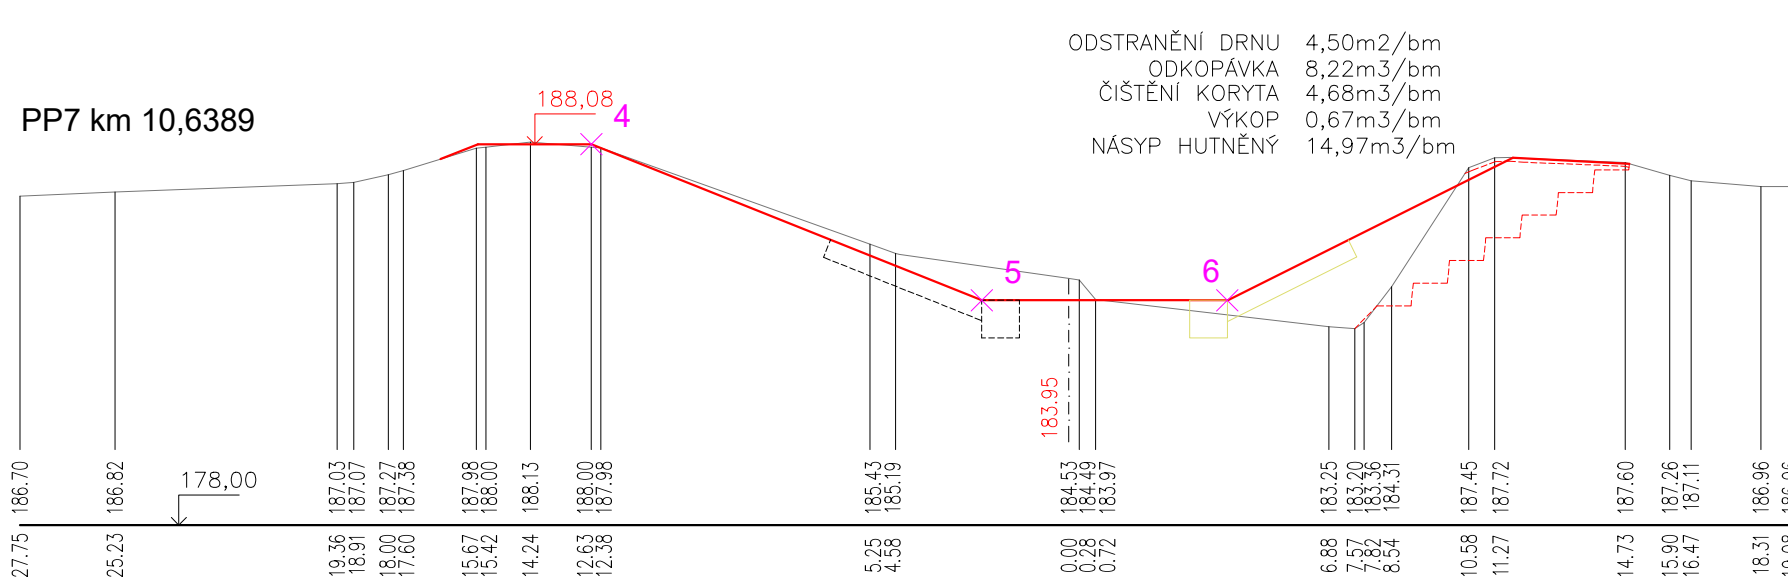 ODSTRANĚNÍ DRNU 4,50m2/bm
ODKOPÁVKA 8,22m3/bm
ČIŠTĚNÍ KORYTA 4,68m3/bm
VÝKOP 0,67m3/bm
NÁSYP HUTNĚNÝ 14,97m3/bm
PP7 km 10,6389
188,08
4
5
6
183.95
178,00
186.70 186.82 187.03 187.07 187.27 187.38 187.98 188.00 188.13 188.00 187.98 185.43 185.19 184.53 184.49 183.97 183.25 183.20 183.36 184.31 187.45 187.72 187.60 187.26 187.11 186.96
27.75 25.23 19.36 18.91 18.00 17.60 15.67 15.42 14.24 12.63 12.38 5.25 4.58 0.00 0.28 0.72 6.88 7.57 7.82 8.54 10.58 11.27 14.73 15.90 16.47 18.31